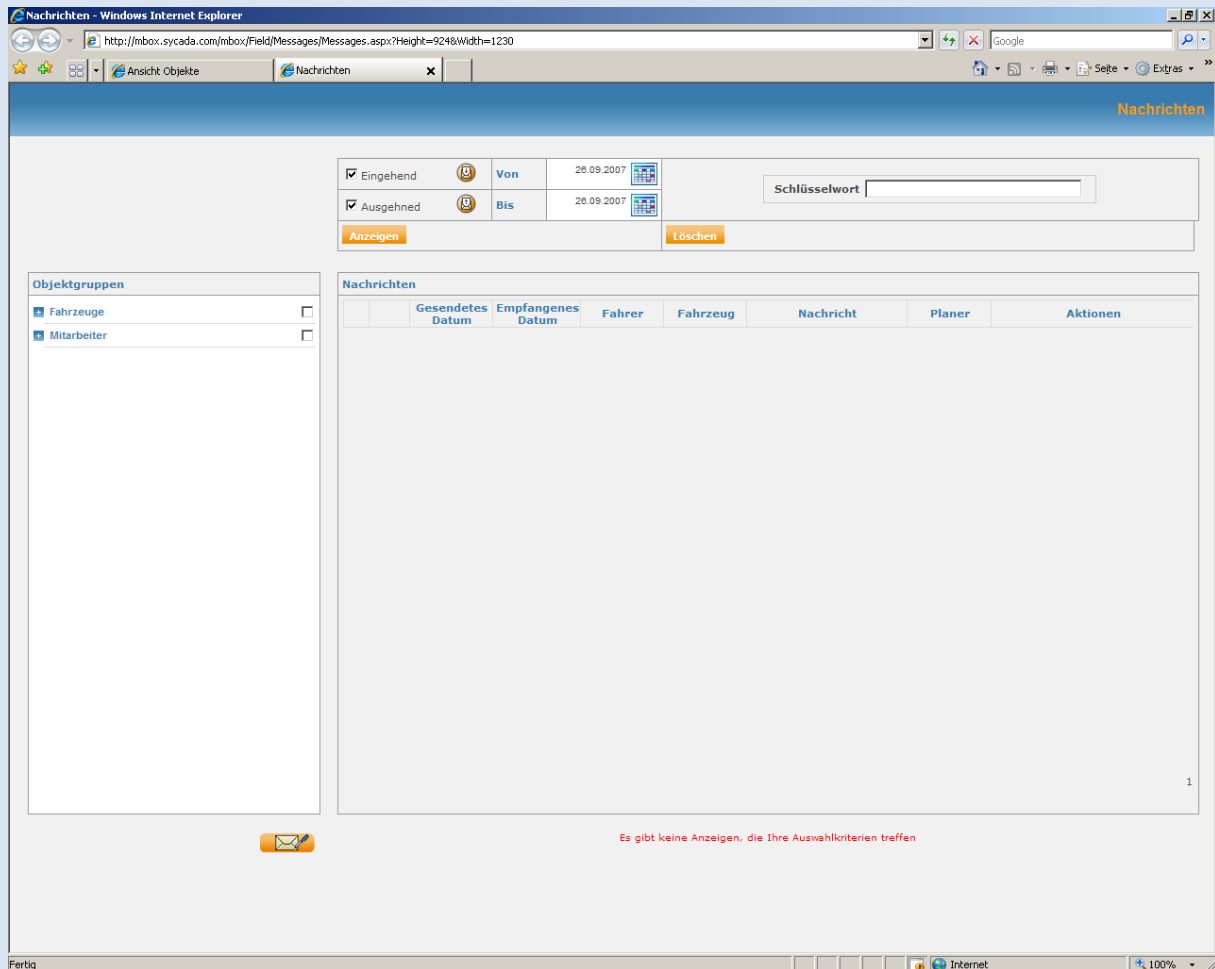 Nachrichten - Windows Internet Explorer
http://mbox.sycada.com/mbox/Field/Messages/Messages.aspx?Height=924&Width=1230
Google
Ansicht Objekte
Nachrichten
Seite
Extras
Nachrichten
Eingehend
Von
26.09.2007
Schlüsselwort
Ausgehned
Bis
26.09.2007
Anzeigen
Löschen
Objektgruppen
Fahrzeuge
Mitarbeiter
Nachrichten
Gesendetes Datum
Empfangenes Datum
Fahrer
Fahrzeug
Nachricht
Planer
Aktionen
1
Es gibt keine Anzeigen, die Ihre Auswahlkriterien treffen
Fertig
Internet
100%